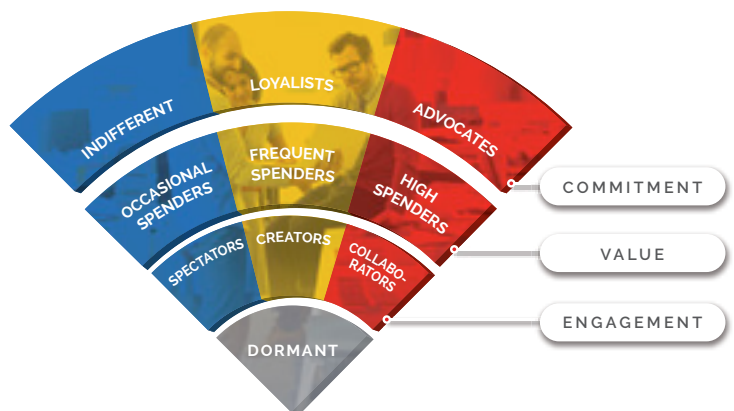 INDIFFERENT
LOYALISTS
ADVOCATES
OCCASIONAL
SPENDERS
FREQUENT
SPENDERS
HIGH
SPENDERS
COMMITMENT
SPECTATORS
CREATORS
COLLABO-
RATORS
VALUE
DORMANT
ENGAGEMENT